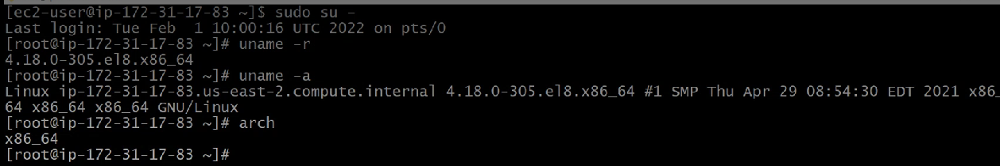 [ec2-user@ip-172-31-17-83 ~]$ sudo su -
Last login: Tue Feb  1 10:00:16 UTC 2022 on pts/0
[root@ip-172-31-17-83 ~]# uname -r
4.18.0-305.el8.x86_64
[root@ip-172-31-17-83 ~]# uname -a
Linux ip-172-31-17-83.us-east-2.compute.internal 4.18.0-305.el8.x86_64 #1 SMP Thu Apr 29 08:54:30 EDT 2021 x86_
64 x86_64 x86_64 GNU/Linux
[root@ip-172-31-17-83 ~]# arch
x86_64
[root@ip-172-31-17-83 ~]#